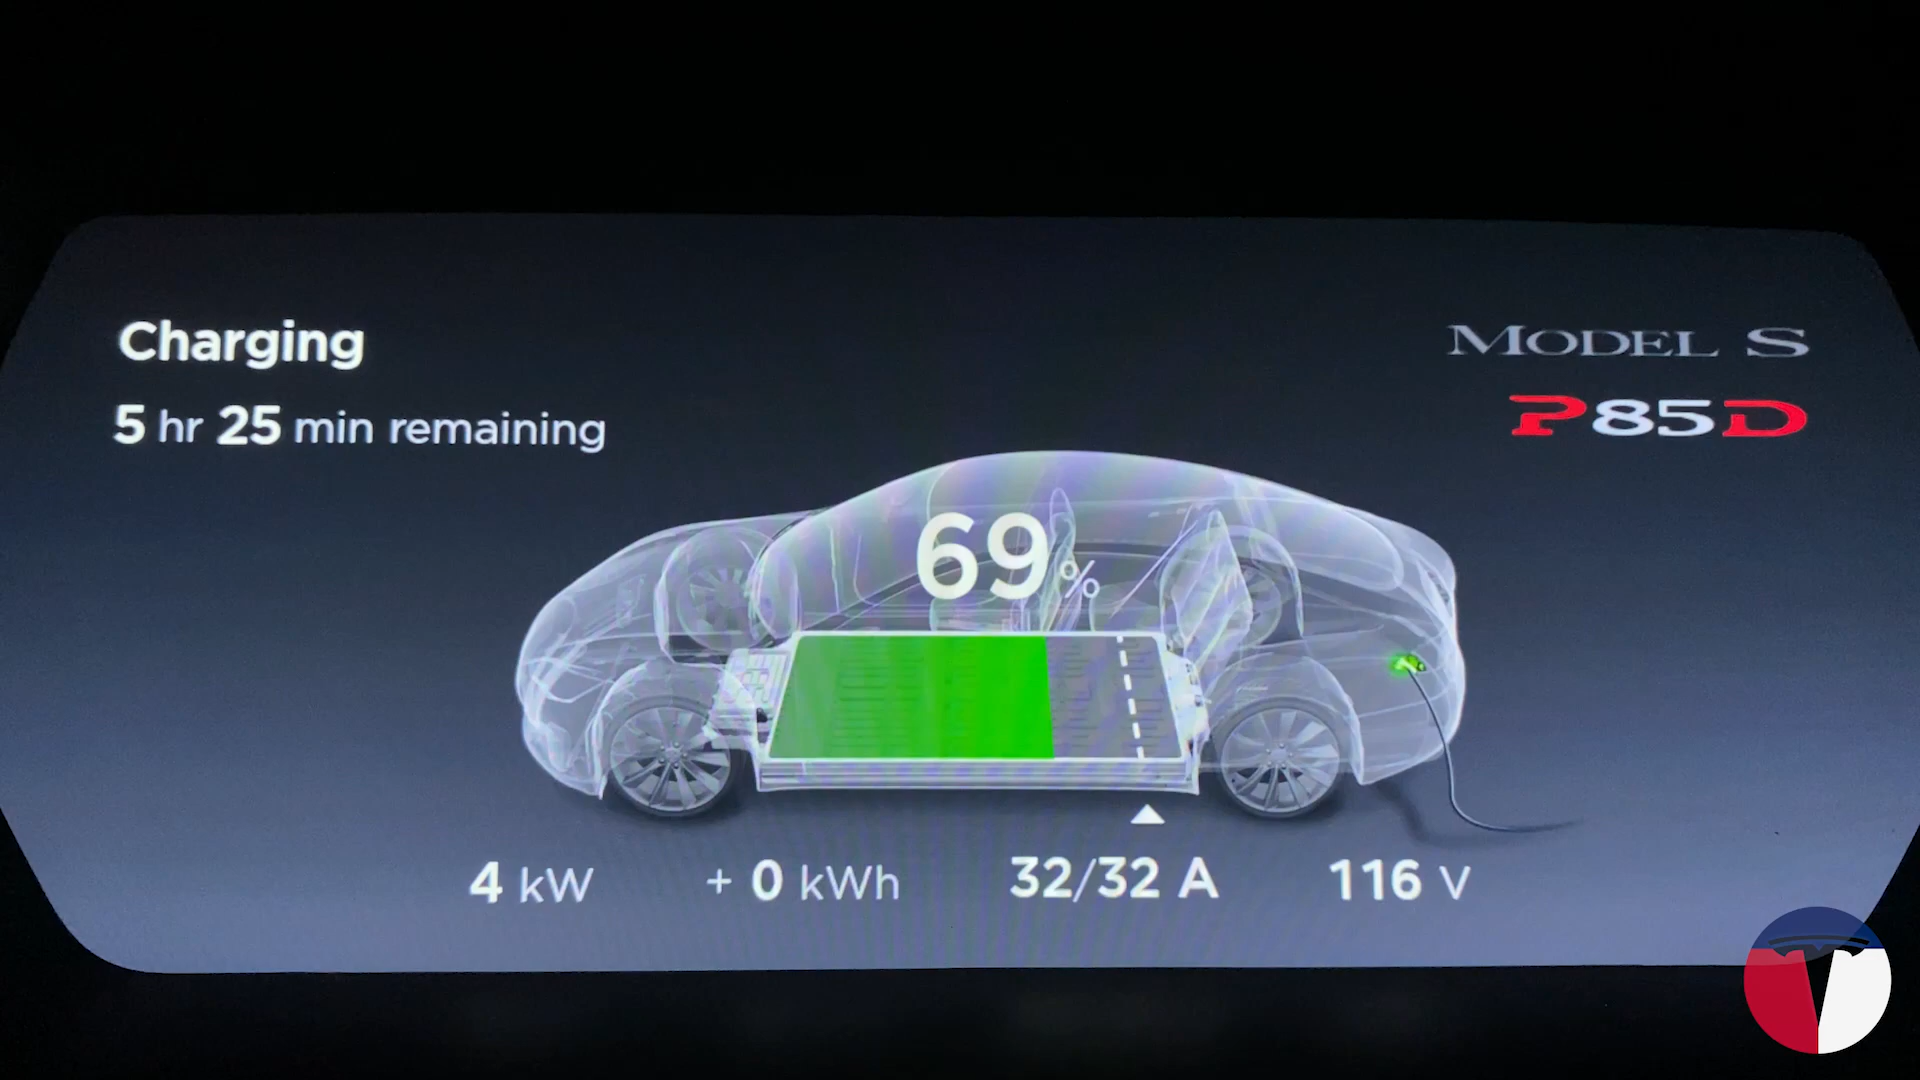 Charging
MODEL S
5 hr 25 min remaining
P85D
69%
4 kW + 0 kWh 32/32 A 116 V